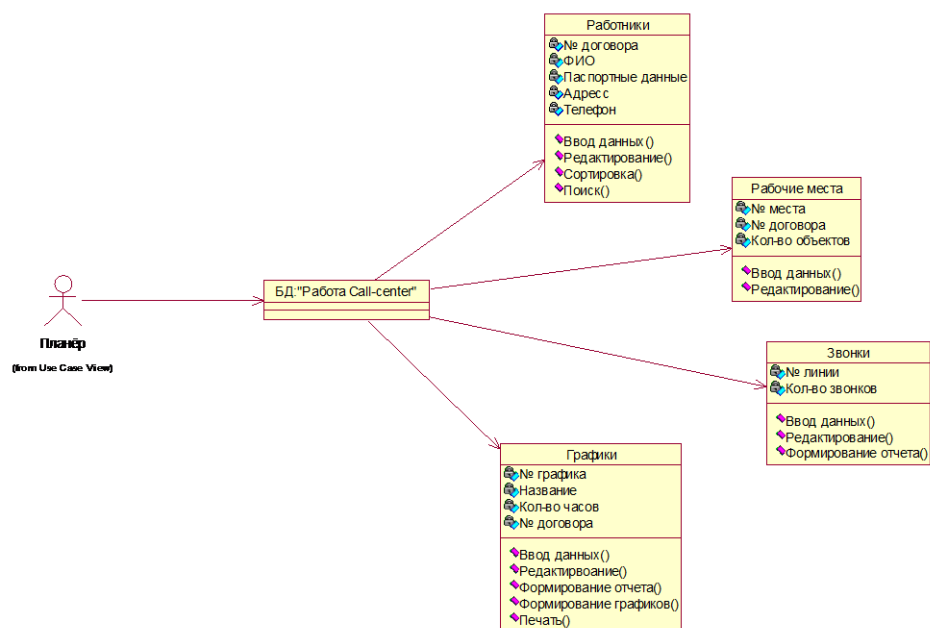 Работники
№ договора
ФИО
Паспортные данные
Адресс
Телефон
Ввод данных()
Редактирование()
Сортировка()
Поиск()
Рабочие места
№ места
№ договора
Кол-во объектов
Ввод данных()
Редактирование()
БД:"Работа Call-center"
Планёр
(from Use Case View)
Звонки
№ линии
Кол-во звонков
Ввод данных()
Редактирование()
Формирование отчета()
Графики
№ графика
Название
Кол-во часов
№ договора
Ввод данных()
Редактирвоание()
Формирование отчета()
Формирование графиков()
Печать()